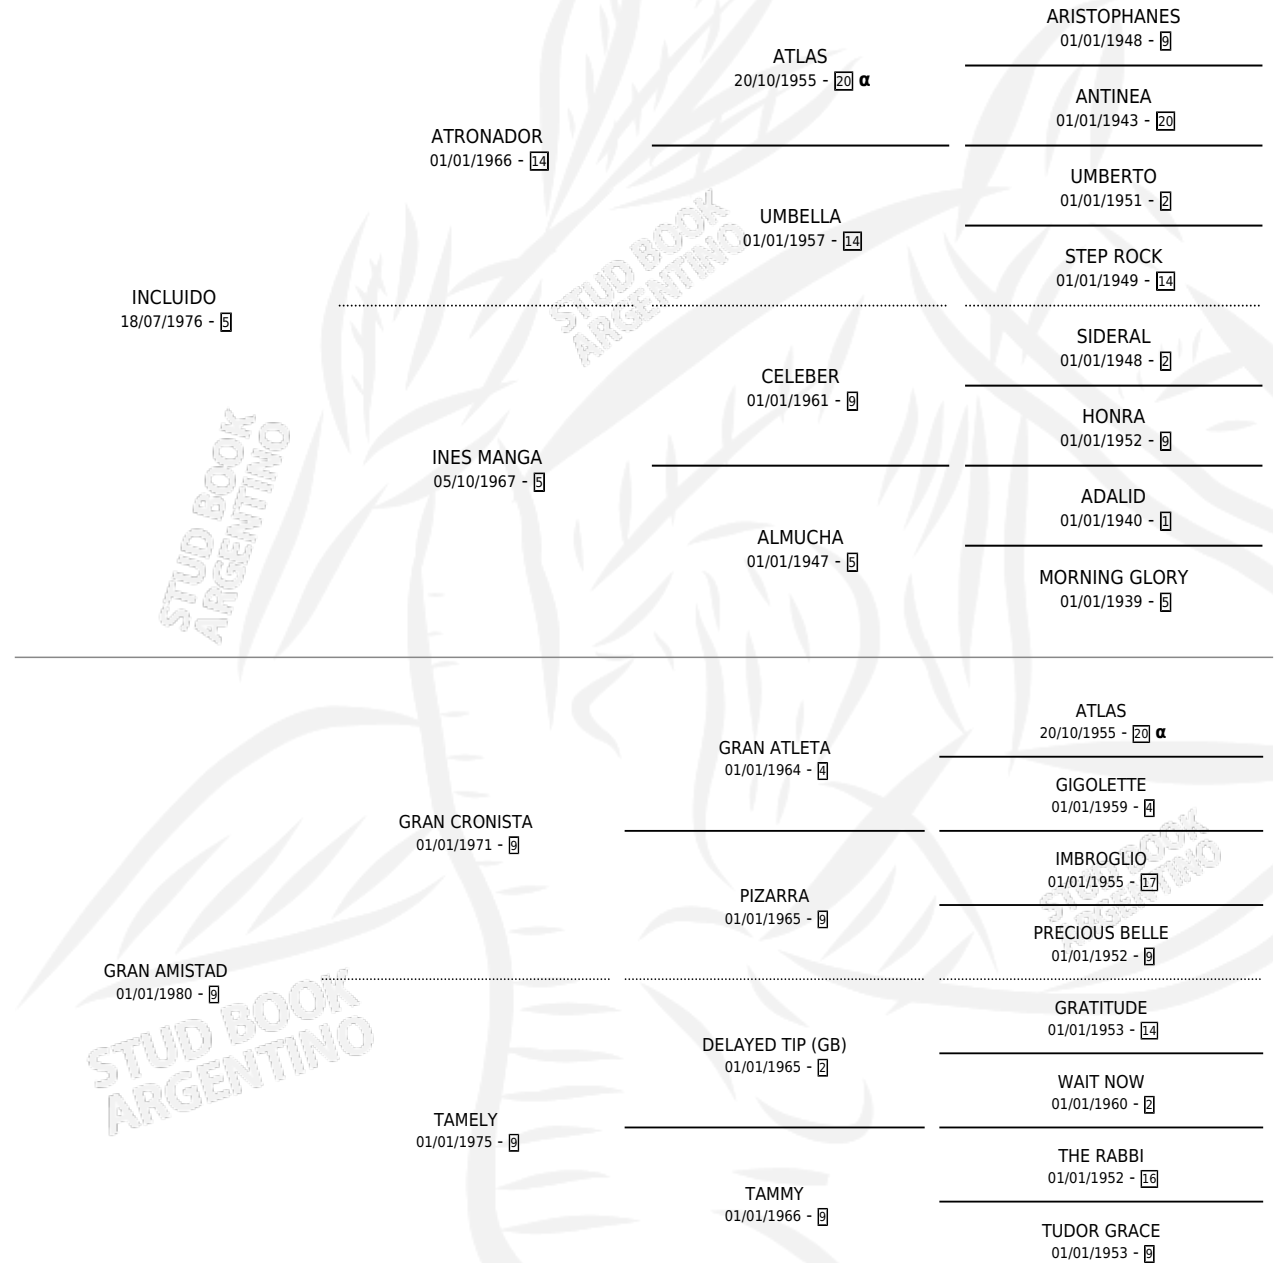 ARISTOPHANES
01/01/1948 - 9
ATLAS
20/10/1955 - 20 α
ANTINEA
01/01/1943 - 20
ATRONADOR
01/01/1966 - 14
UMBERTO
01/01/1951 - 2
UMBELLA
01/01/1957 - 14
STEP ROCK
01/01/1949 - 14
INCLUIDO
18/07/1976 - 5
SIDERAL
01/01/1948 - 2
CELEBER
01/01/1961 - 9
HONRA
01/01/1952 - 9
INES MANGA
05/10/1967 - 5
ADALID
01/01/1940 - 1
ALMUCHA
01/01/1947 - 5
MORNING GLORY
01/01/1939 - 5
STUD BOOK
ARGENTINO
STUD BOOK
ARGENTINO
ATLAS
20/10/1955 - 20 α
GRAN ATLETA
01/01/1964 - 4
GIGOLETTE
01/01/1959 - 4
GRAN CRONISTA
01/01/1971 - 9
IMBROGLIO
01/01/1955 - 17
PIZARRA
01/01/1965 - 9
PRECIOUS BELLE
01/01/1952 - 9
GRAN AMISTAD
01/01/1980 - 9
GRATITUDE
01/01/1953 - 14
DELAYED TIP (GB)
01/01/1965 - 2
WAIT NOW
01/01/1960 - 2
TAMELY
01/01/1975 - 9
THE RABBI
01/01/1952 - 16
TAMMY
01/01/1966 - 9
TUDOR GRACE
01/01/1953 - 9
STUD BOOK
ARGENTINO
STUD BOOK
ARGENTINO